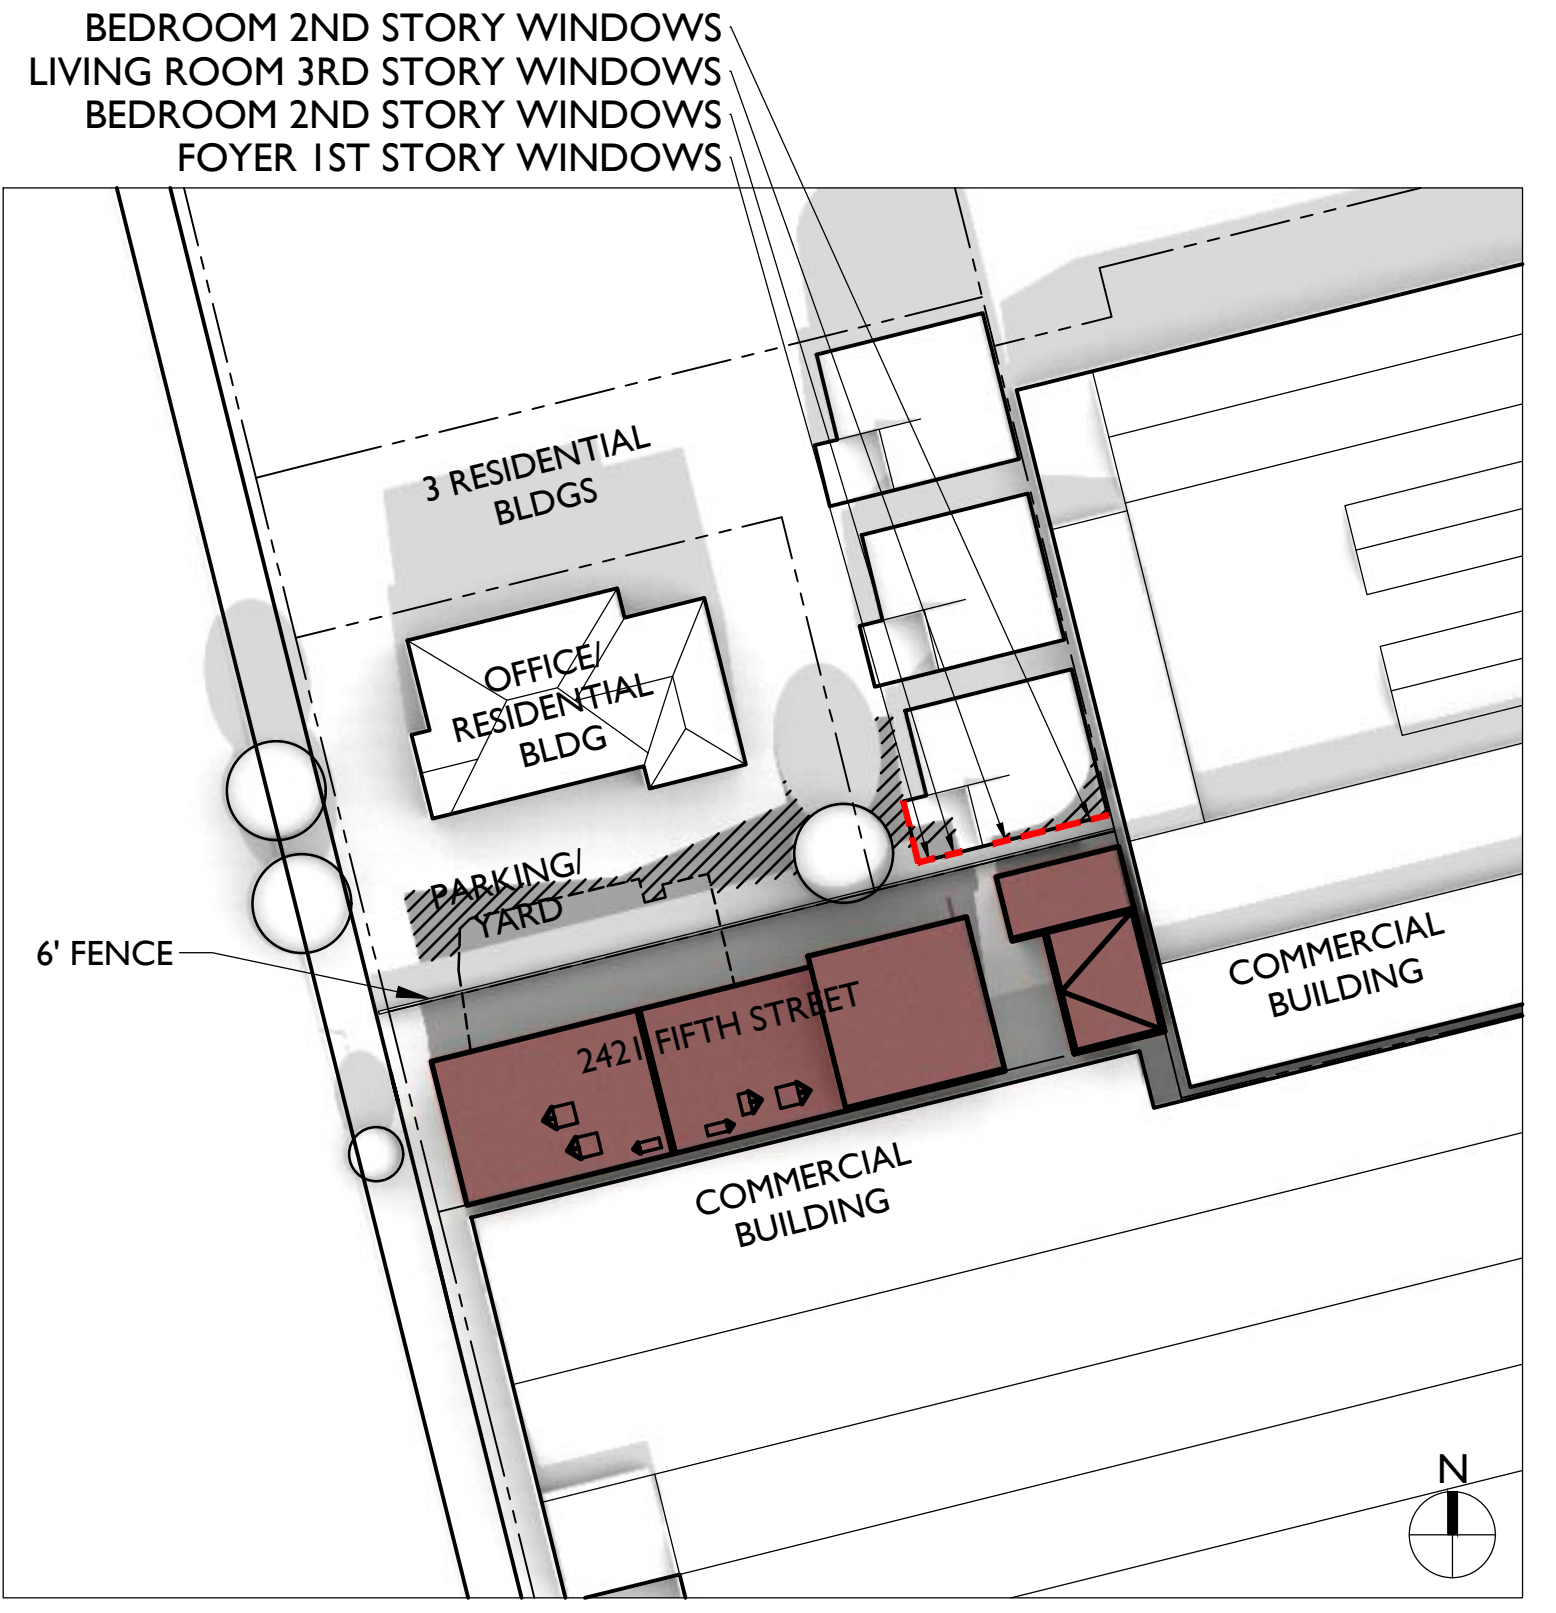 BEDROOM 2ND STORY WINDOWS
LIVING ROOM 3RD STORY WINDOWS
BEDROOM 2ND STORY WINDOWS
FOYER 1ST STORY WINDOWS
3 RESIDENTIAL
BLDGS
OFFICE/
RESIDENTIAL
BLDG
PARKING/
YARD
6' FENCE
2421 FIFTH STREET
COMMERCIAL
BUILDING
COMMERCIAL
BUILDING
N